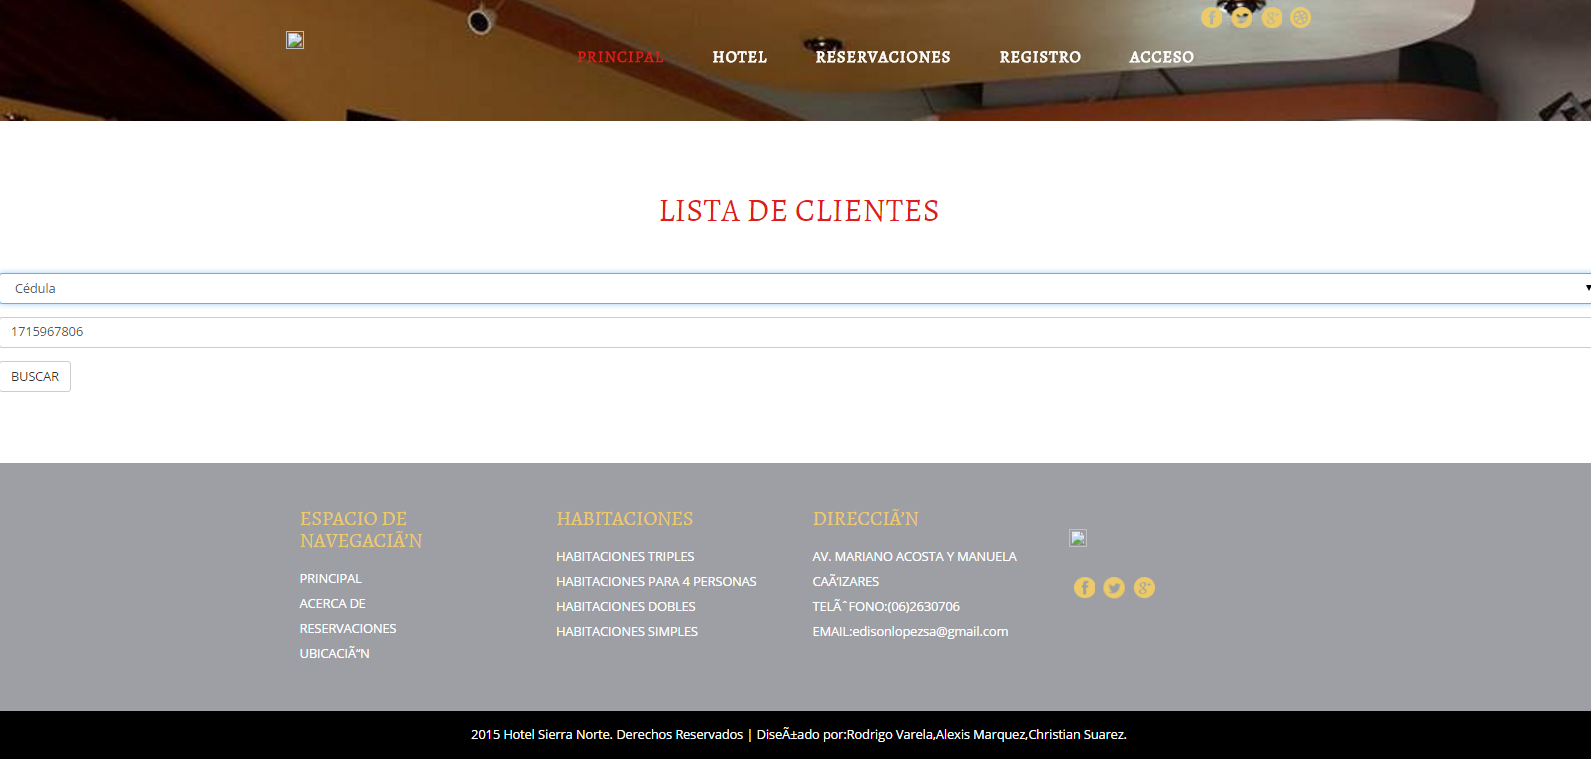 PRINCIPAL HOTEL RESERVACIONES REGISTRO ACCESO
LISTA DE CLIENTES
Cédula
1715967806
BUSCAR
ESPACIO DE
NAVEGACIÃ’N
PRINCIPAL
ACERCA DE
RESERVACIONES
UBICACIÃ“N
HABITACIONES
HABITACIONES TRIPLES
HABITACIONES PARA 4 PERSONAS
HABITACIONES DOBLES
HABITACIONES SIMPLES
DIRECCIÃ’N
AV. MARIANO ACOSTA Y MANUELA
CAÃ‘IZARES
TELÃˆFONO:(06)2630706
EMAIL:edisonlopezsa@gmail.com
2015 Hotel Sierra Norte. Derechos Reservados | DiseÃ±ado por:Rodrigo Varela,Alexis Marquez,Christian Suarez.